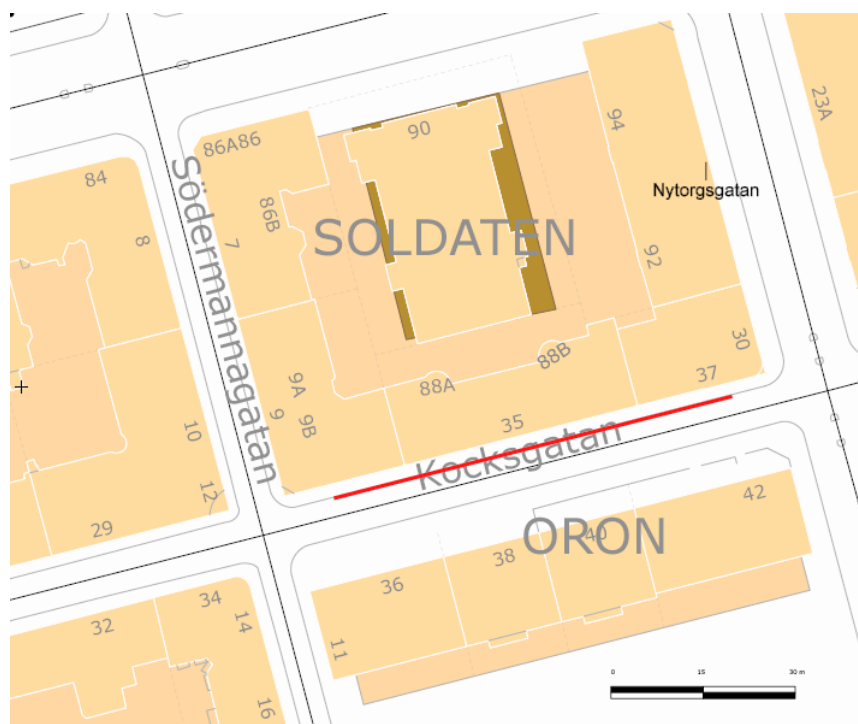 84
8
86A86
86B
7
Södermannagatan
90
SOLDATEN
94
92
23A
Nytorgsgatan
9A
9
9B
88A
88B
35
37
30
Kocksgatan
10
12
29
ORON
36
38
40
42
11
32
34
14
16
0 15 30 m